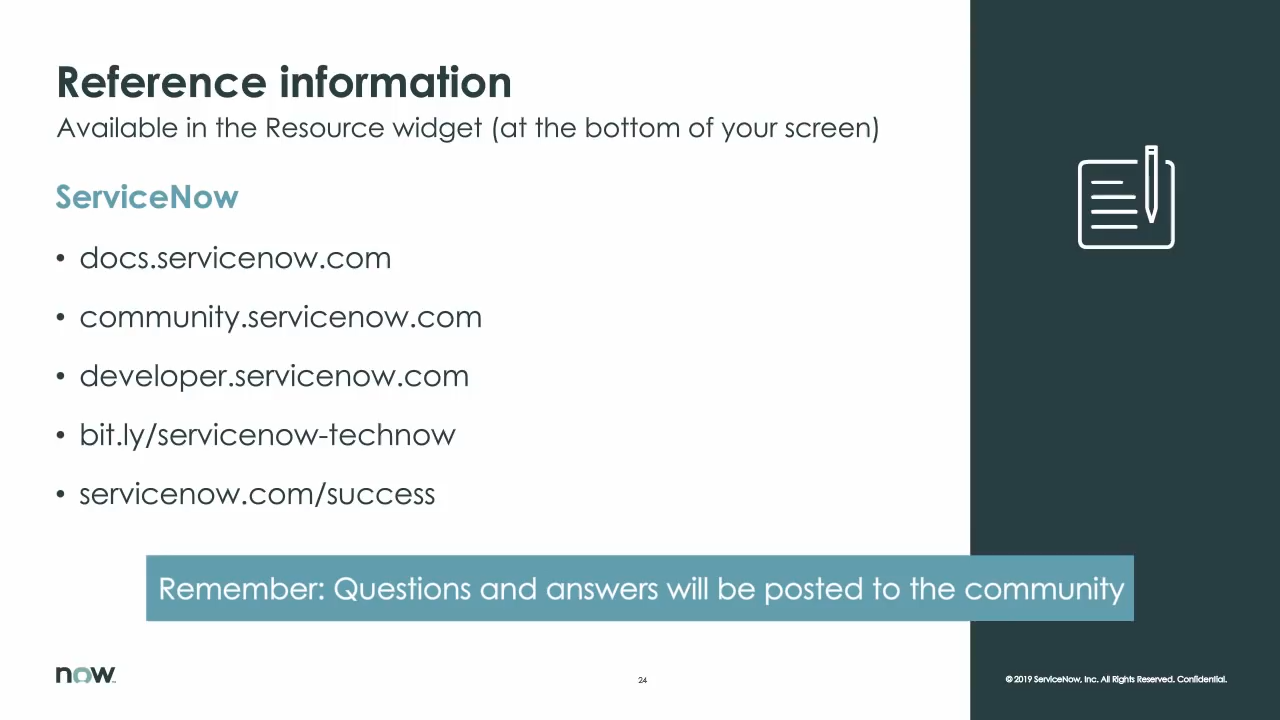 Reference information
Available in the Resource widget (at the bottom of your screen)
ServiceNow
• docs.servicenow.com
• community.servicenow.com
• developer.servicenow.com
• bit.ly/servicenow-technow
• servicenow.com/success
Remember: Questions and answers will be posted to the community
now
24
© 2019 ServiceNow, Inc. All Rights Reserved. Confidential.